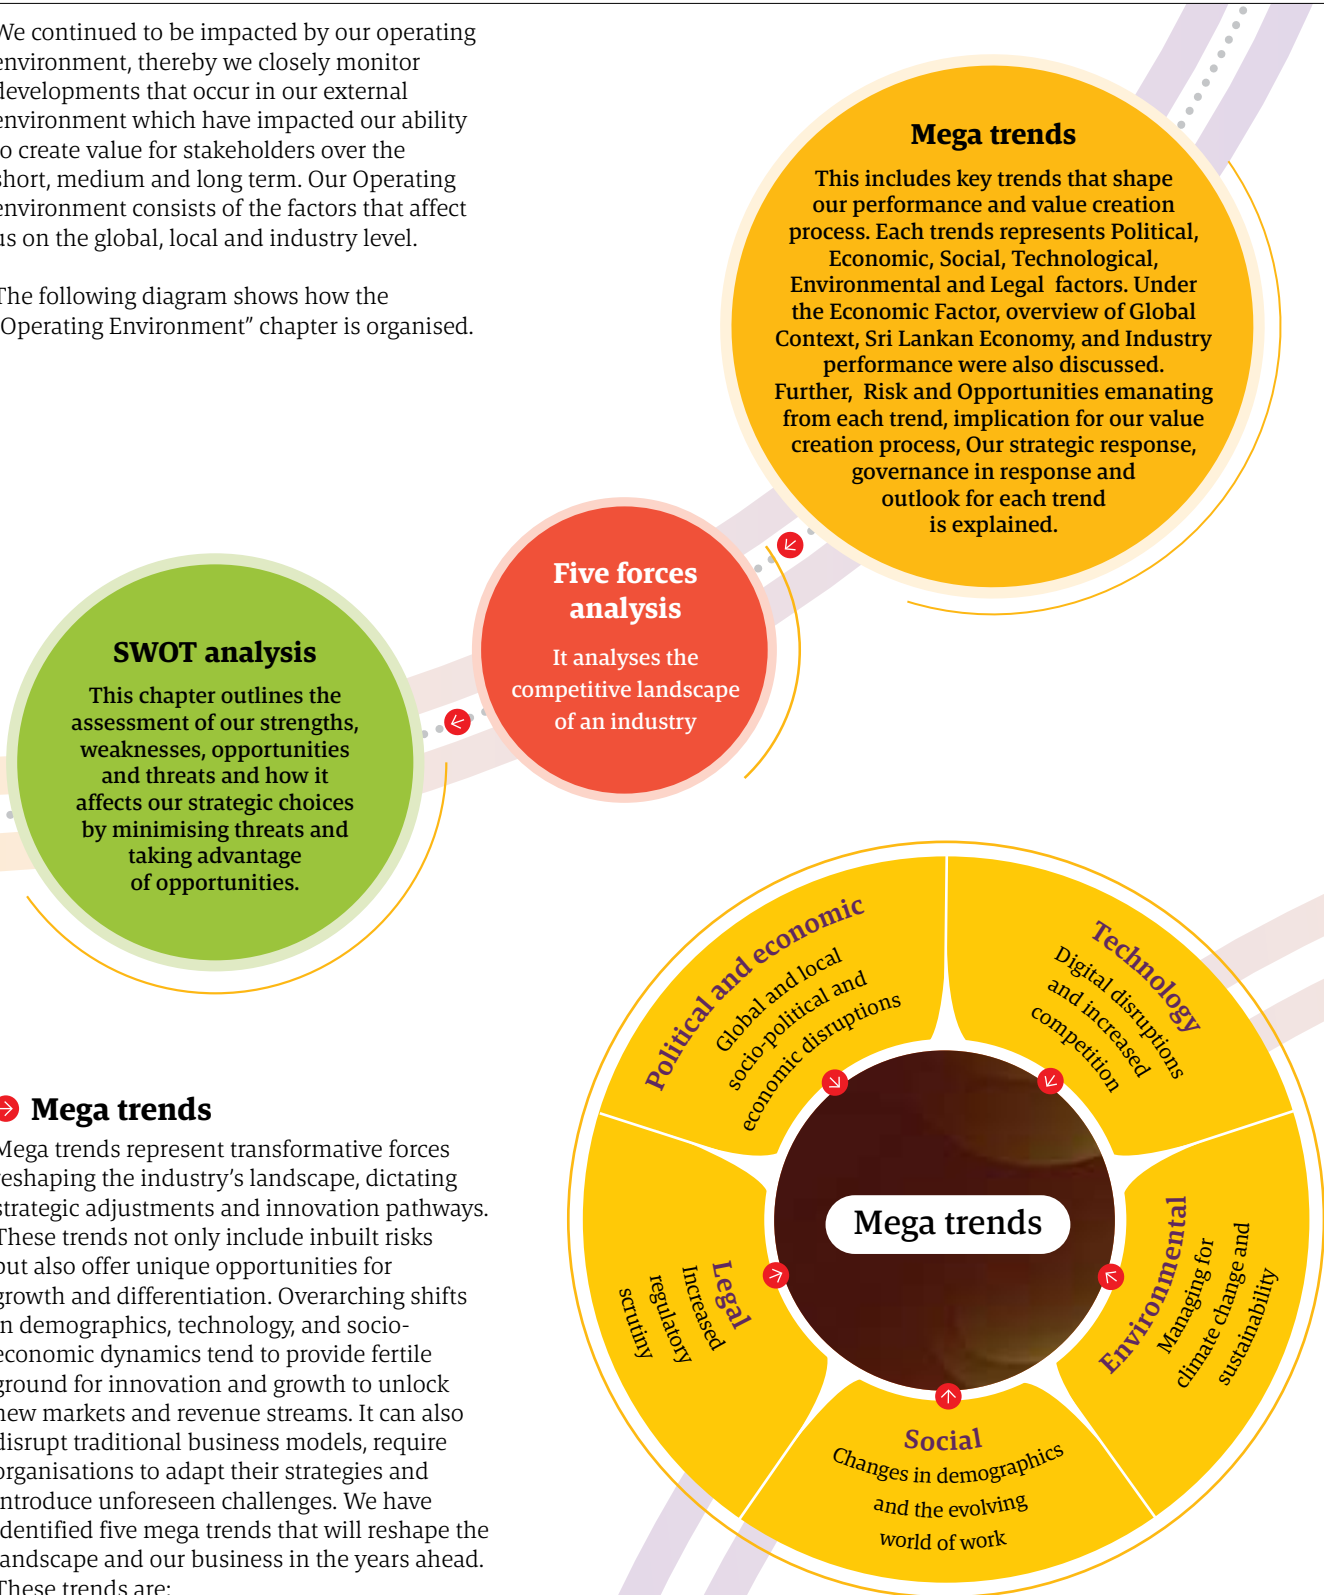 We continued to be impacted by our operating
environment, thereby we closely monitor
developments that occur in our external
environment which have impacted our ability
to create value for stakeholders over the
short, medium and long term. Our Operating
environment consists of the factors that affect
us on the global, local and industry level.
The following diagram shows how the
Operating Environment” chapter is organised.
Mega trends
This includes key trends that shape
our performance and value creation
process. Each trends represents Political,
Economic, Social, Technological,
Environmental and Legal factors. Under
the Economic Factor, overview of Global
Context, Sri Lankan Economy, and Industry
performance were also discussed.
Further, Risk and Opportunities emanating
from each trend, implication for our value
creation process, Our strategic response,
governance in response and
outlook for each trend
is explained.
Five forces
analysis
It analyses the
competitive landscape
of an industry
SWOT analysis
This chapter outlines the
assessment of our strengths,
weaknesses, opportunities
and threats and how it
affects our strategic choices
by minimising threats and
taking advantage
of opportunities.
Mega trends
Mega trends represent transformative forces
reshaping the industry’s landscape, dictating
strategic adjustments and innovation pathways.
These trends not only include inbuilt risks
but also offer unique opportunities for
growth and differentiation. Overarching shifts
in demographics, technology, and socio-
economic dynamics tend to provide fertile
ground for innovation and growth to unlock
new markets and revenue streams. It can also
disrupt traditional business models, require
organisations to adapt their strategies and
introduce unforeseen challenges. We have
identified five mega trends that will reshape the
landscape and our business in the years ahead.
These trends are:
Political and economic
Global and local
socio-political and
economic disruptions
Technology
Digital disruptions
and increased
competition
Environmental
Managing for
climate change and
sustainability
Social
Changes in demographics
and the evolving
world of work
Legal
Increased
regulatory
scrutiny
Mega trends